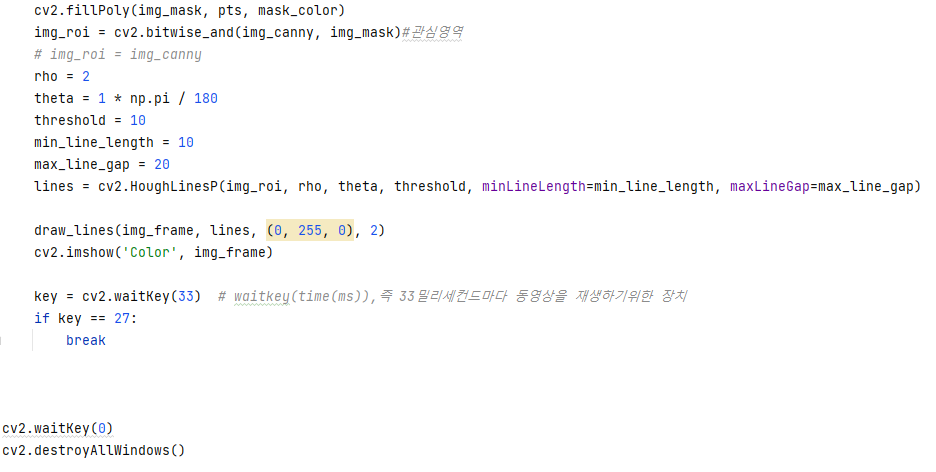 cv2.fillPoly(img_mask, pts, mask_color)
img_roi = cv2.bitwise_and(img_canny, img_mask)#관심영역
# img_roi = img_canny
rho = 2
theta = 1 * np.pi / 180
threshold = 10
min_line_length = 10
max_line_gap = 20
lines = cv2.HoughLinesP(img_roi, rho, theta, threshold, minLineLength=min_line_length, maxLineGap=max_line_gap)
draw_lines(img_frame, lines, (0, 255, 0), 2)
cv2.imshow('Color', img_frame)
key = cv2.waitKey(33)  # waitkey(time(ms)),즉 33밀리세컨드마다 동영상을 재생하기위한 장치
if key == 27:
break
cv2.waitKey(0)
cv2.destroyAllWindows()